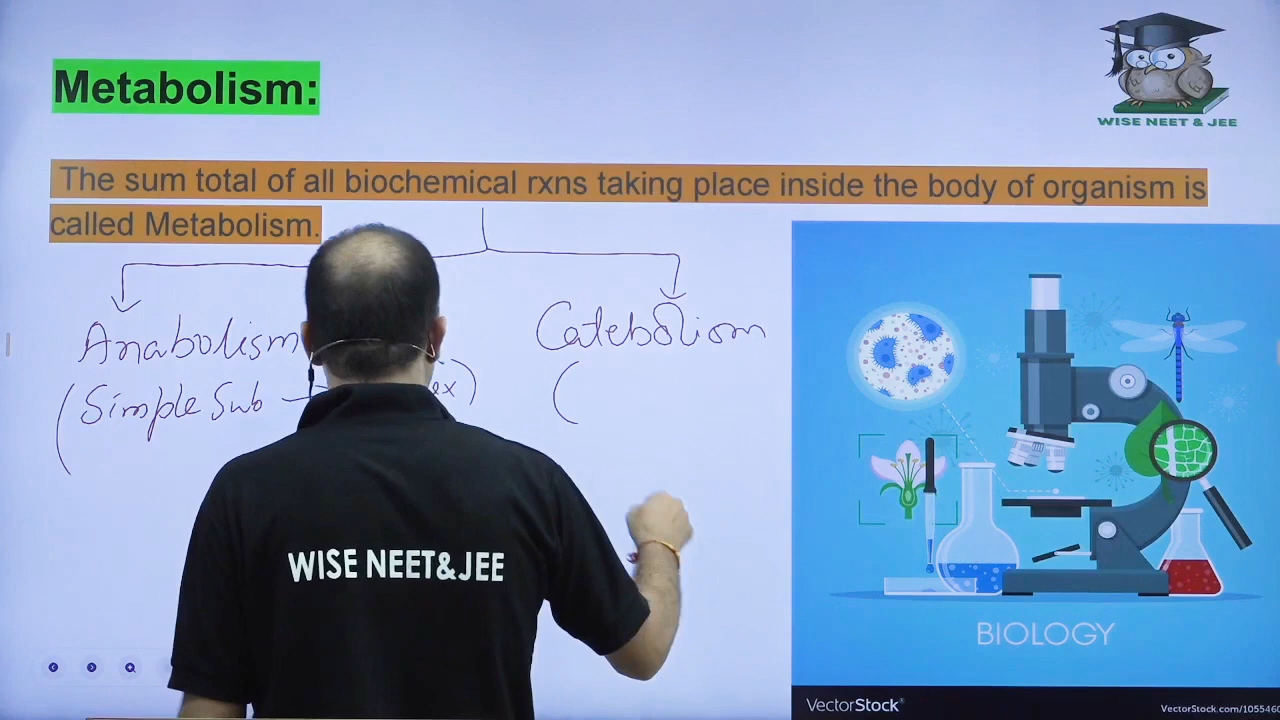 Metabolism:
WISE NEET & JEE
The sum total of all biochemical rxns taking place inside the body of organism is
called Metabolism.
Anabolism
Catebolism
(Simple Sub →
ex)
(
(
WISE NEET&JEE
BIOLOGY
VectorStock®
VectorStock.com/1055460